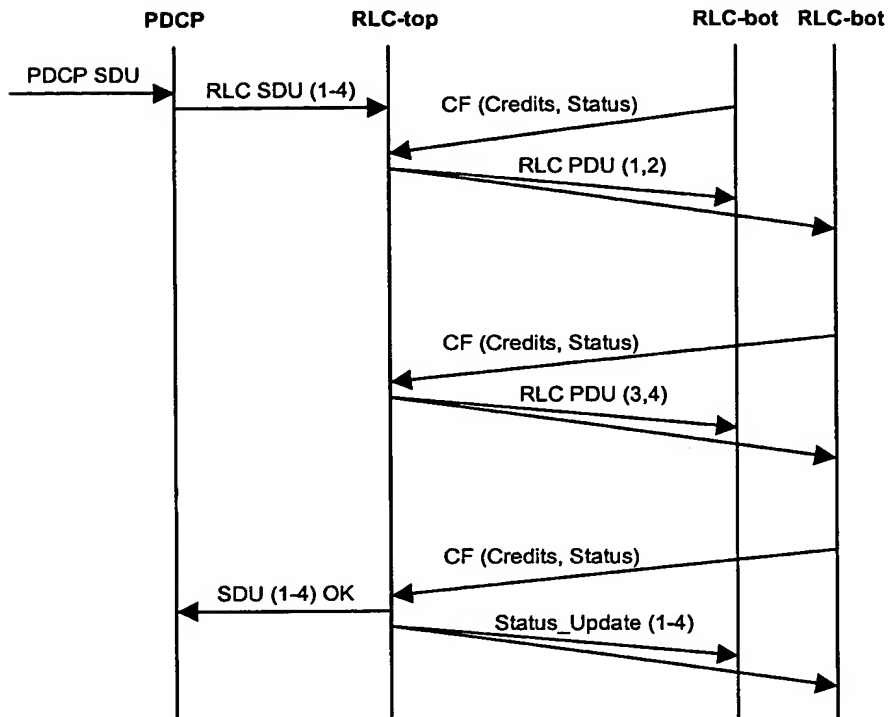 PDCP RLC-top RLC-bot RLC-bot
PDCP SDU
RLC SDU (1-4)
CF (Credits, Status)
RLC PDU (1,2)
CF (Credits, Status)
RLC PDU (3,4)
CF (Credits, Status)
SDU (1-4) OK
Status_Update (1-4)